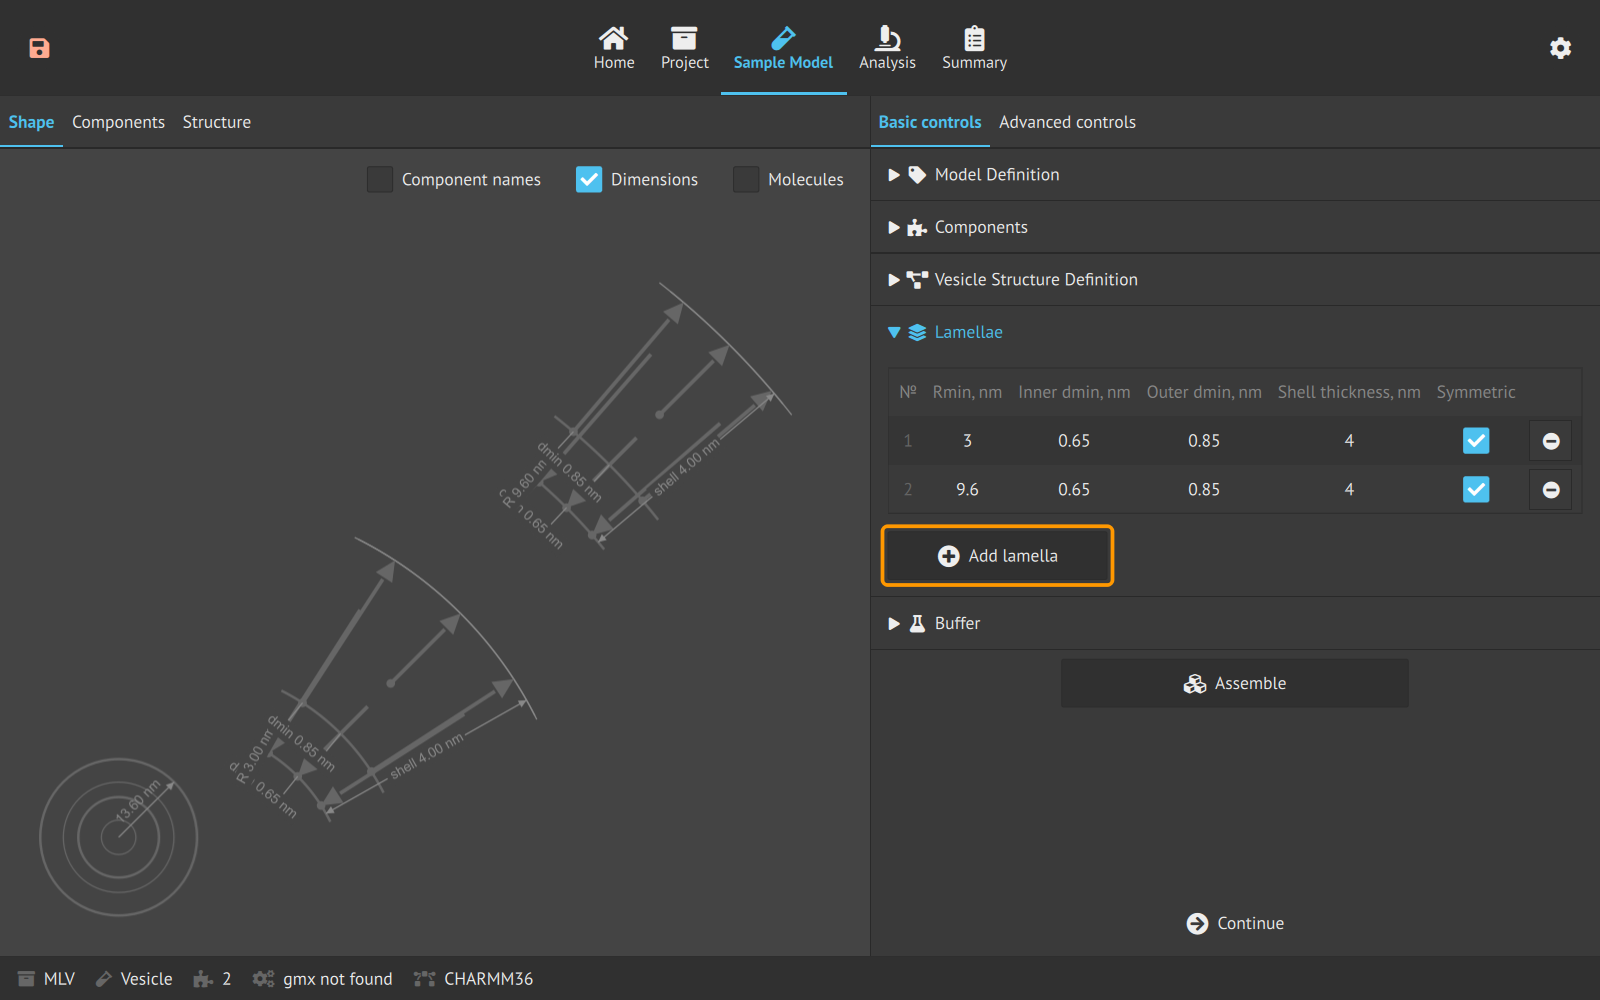 Home
Project
Sample Model
Analysis
Summary
Shape
Components
Structure
Basic controls
Advanced controls
Component names
Dimensions
Molecules
Model Definition
Components
Vesicle Structure Definition
Lamellae
№ Rmin, nm Inner dmin, nm Outer dmin, nm Shell thickness, nm Symmetric
1 3 0.65 0.85 4
2 9.6 0.65 0.85 4
Add lamella
Buffer
Assemble
Continue
dmin 0.85 nm
R 9.60 nm
0.65 nm
shell 4.00 nm
dmin 0.85 nm
R 3.00 nm
0.65 nm
shell 4.00 nm
13.60 nm
MLV
Vesicle
2
gmx not found
CHARMM36